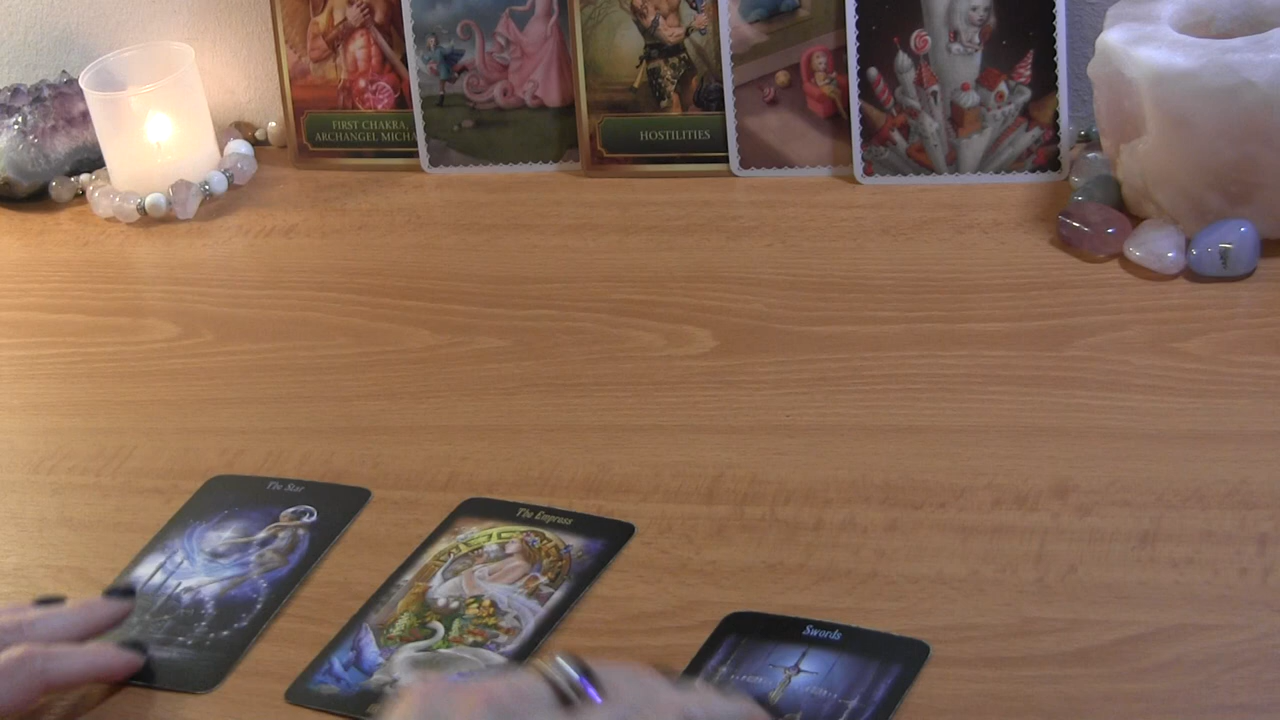 FIRST CHAKRA,
ARCHANGEL MICHA
HOSTILITIES
The Star
The Empress
Swords